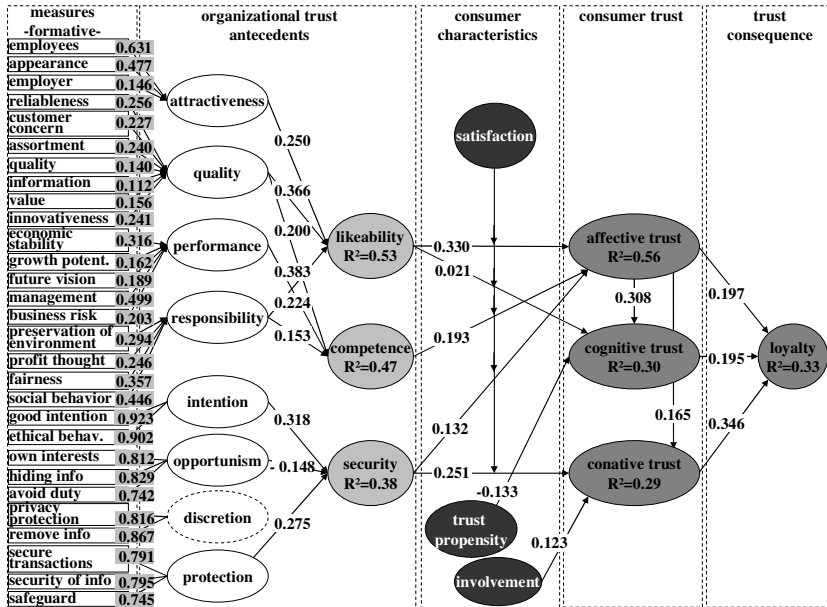 measures
-formative-
organizational trust
antecedents
consumer
characteristics
consumer trust
trust
consequence
employees 0.631
appearance 0.477
employer 0.146
reliableness 0.256
customer
concern 0.227
assortment 0.240
quality 0.140
information 0.112
value 0.156
innovativeness 0.241
economic
stability 0.316
growth potent. 0.162
future vision 0.189
management 0.499
business risk 0.203
preservation of
environment 0.294
profit thought 0.246
fairness 0.357
social behavior 0.446
good intention 0.923
ethical behav. 0.902
own interests 0.812
hiding info 0.829
avoid duty 0.742
privacy
protection 0.816
remove info 0.867
secure
transactions 0.791
security of info 0.795
safeguard 0.745
attractiveness
quality
performance
responsibility
intention
opportunism
discretion
protection
0.250
0.366
0.200
0.383
0.224
0.153
0.318
- 0.148
0.275
likeability
R²=0.53
competence
R²=0.47
security
R²=0.38
satisfaction
0.330
0.021
0.193
0.132
0.251
-0.133
trust
propensity
0.123
involvement
affective trust
R²=0.56
0.308
cognitive trust
R²=0.30
0.165
conative trust
R²=0.29
0.197
0.195
0.346
loyalty
R²=0.33